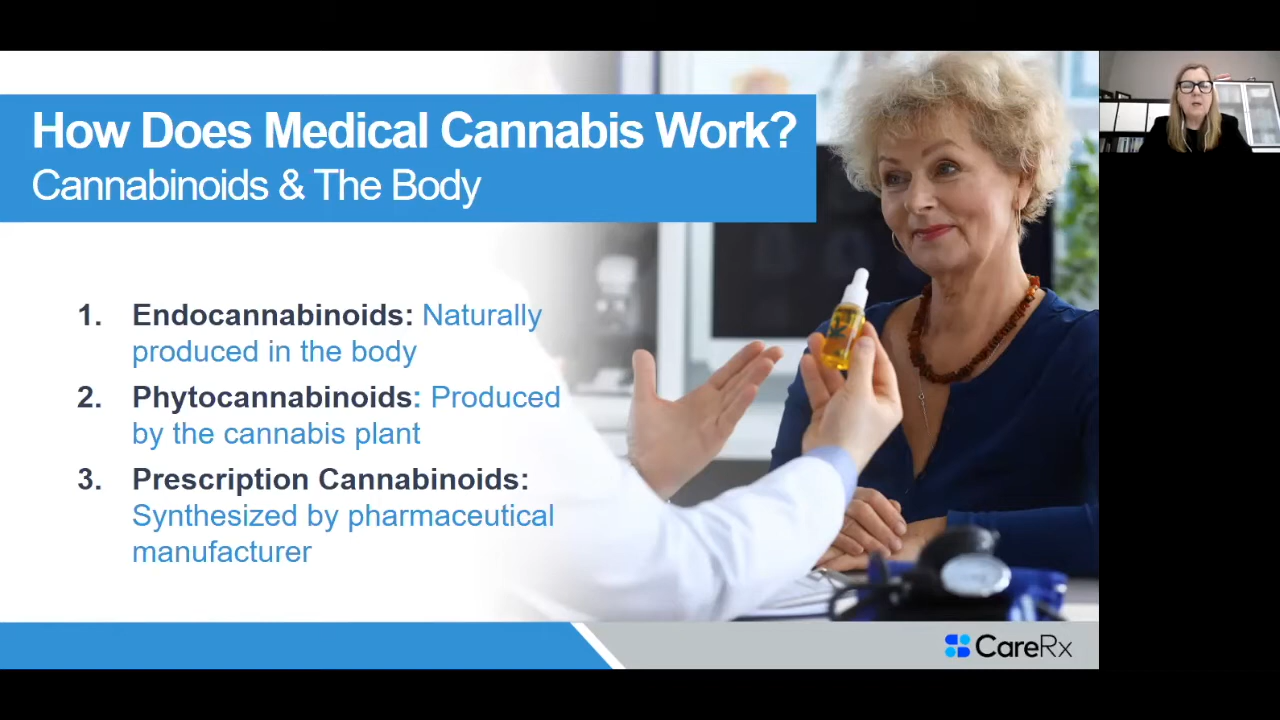 How Does Medical Cannabis Work?
Cannabinoids & The Body
1. Endocannabinoids: Naturally
produced in the body
2. Phytocannabinoids: Produced
by the cannabis plant
3. Prescription Cannabinoids:
Synthesized by pharmaceutical
manufacturer
CareRx